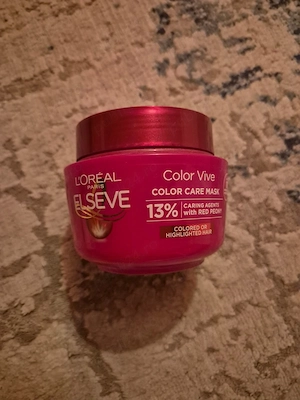 L'ORÉAL
PARIS
ELSEVE
Color Vive
COLOR CARE MASK
13%
CARING AGENTS
with RED PEONY
COLORED OR
HIGHLIGHTED HAIR